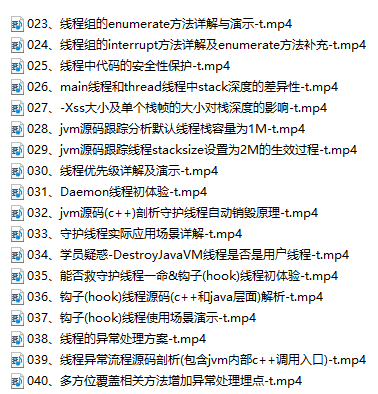 023、线程组的enumerate方法详解与演示-t.mp4
024、线程组的interrupt方法详解及enumerate方法补充-t.mp4
025、线程中代码的安全性保护-t.mp4
026、main线程和thread线程中stack深度的差异性-t.mp4
027、-Xss大小及单个栈帧的大小对栈深度的影响-t.mp4
028、jvm源码跟踪分析默认线程栈容量为1M-t.mp4
029、jvm源码跟踪线程stacksize设置为2M的生效过程-t.mp4
030、线程优先级详解及演示-t.mp4
031、Daemon线程初体验-t.mp4
032、jvm源码(c++)剖析守护线程自动销毁原理-t.mp4
033、守护线程实际应用场景详解-t.mp4
034、学员疑惑-DestroyJavaVM线程是否是用户线程-t.mp4
035、能否救守护线程一命&钩子(hook)线程初体验-t.mp4
036、钩子(hook)线程源码(c++和java层面)解析-t.mp4
037、钩子(hook)线程使用场景演示-t.mp4
038、线程的异常处理方案-t.mp4
039、线程异常流程源码剖析(包含jvm内部c++调用入口)-t.mp4
040、多方位覆盖相关方法增加异常处理埋点-t.mp4